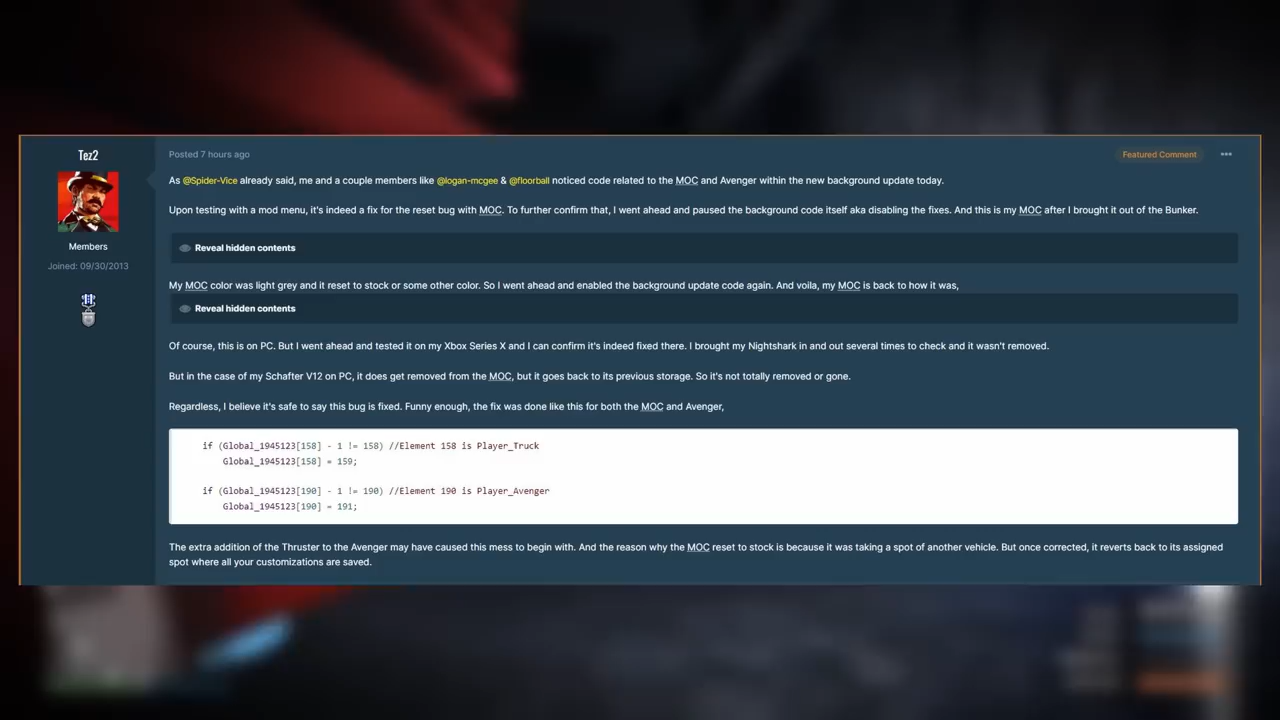 Tez2
Members
Joined: 09/30/2013
Posted 7 hours ago
Featured Comment
As @Spider-Vice already said, me and a couple members like @logan-mcgee & @floorball noticed code related to the MOC and Avenger within the new background update today.
Upon testing with a mod menu, it's indeed a fix for the reset bug with MOC. To further confirm that, I went ahead and paused the background code itself aka disabling the fixes. And this is my MOC after I brought it out of the Bunker.
Reveal hidden contents
My MOC color was light grey and it reset to stock or some other color. So I went ahead and enabled the background update code again. And voila, my MOC is back to how it was,
Reveal hidden contents
Of course, this is on PC. But I went ahead and tested it on my Xbox Series X and I can confirm it's indeed fixed there. I brought my Nightshark in and out several times to check and it wasn't removed.
But in the case of my Schafter V12 on PC, it does get removed from the MOC, but it goes back to its previous storage. So it's not totally removed or gone.
Regardless, I believe it's safe to say this bug is fixed. Funny enough, the fix was done like this for both the MOC and Avenger,
if (Global_1945123[158] - 1 != 158) //Element 158 is Player_Truck
Global_1945123[158] = 159;
if (Global_1945123[190] - 1 != 190) //Element 190 is Player_Avenger
Global_1945123[190] = 191;
The extra addition of the Thruster to the Avenger may have caused this mess to begin with. And the reason why the MOC reset to stock is because it was taking a spot of another vehicle. But once corrected, it reverts back to its assigned
spot where all your customizations are saved.